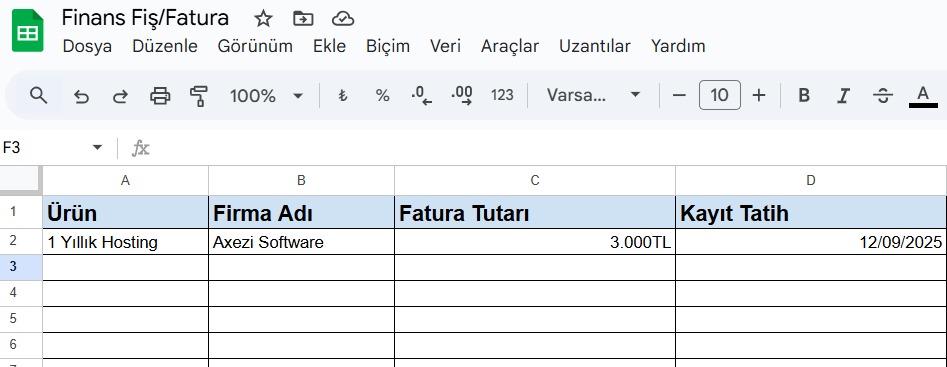 Finans Fiş/Fatura
Dosya Düzenle Görünüm Ekle Biçim Veri Araçlar Uzantılar Yardım
100% ₺ % .0 .00 123 Varsa... − 10 + B I S A
F3 fx
A B C D
1 Ürün Firma Adı Fatura Tutarı Kayıt Tatih
2 1 Yıllık Hosting Axezi Software 3.000TL 12/09/2025
3
4
5
6